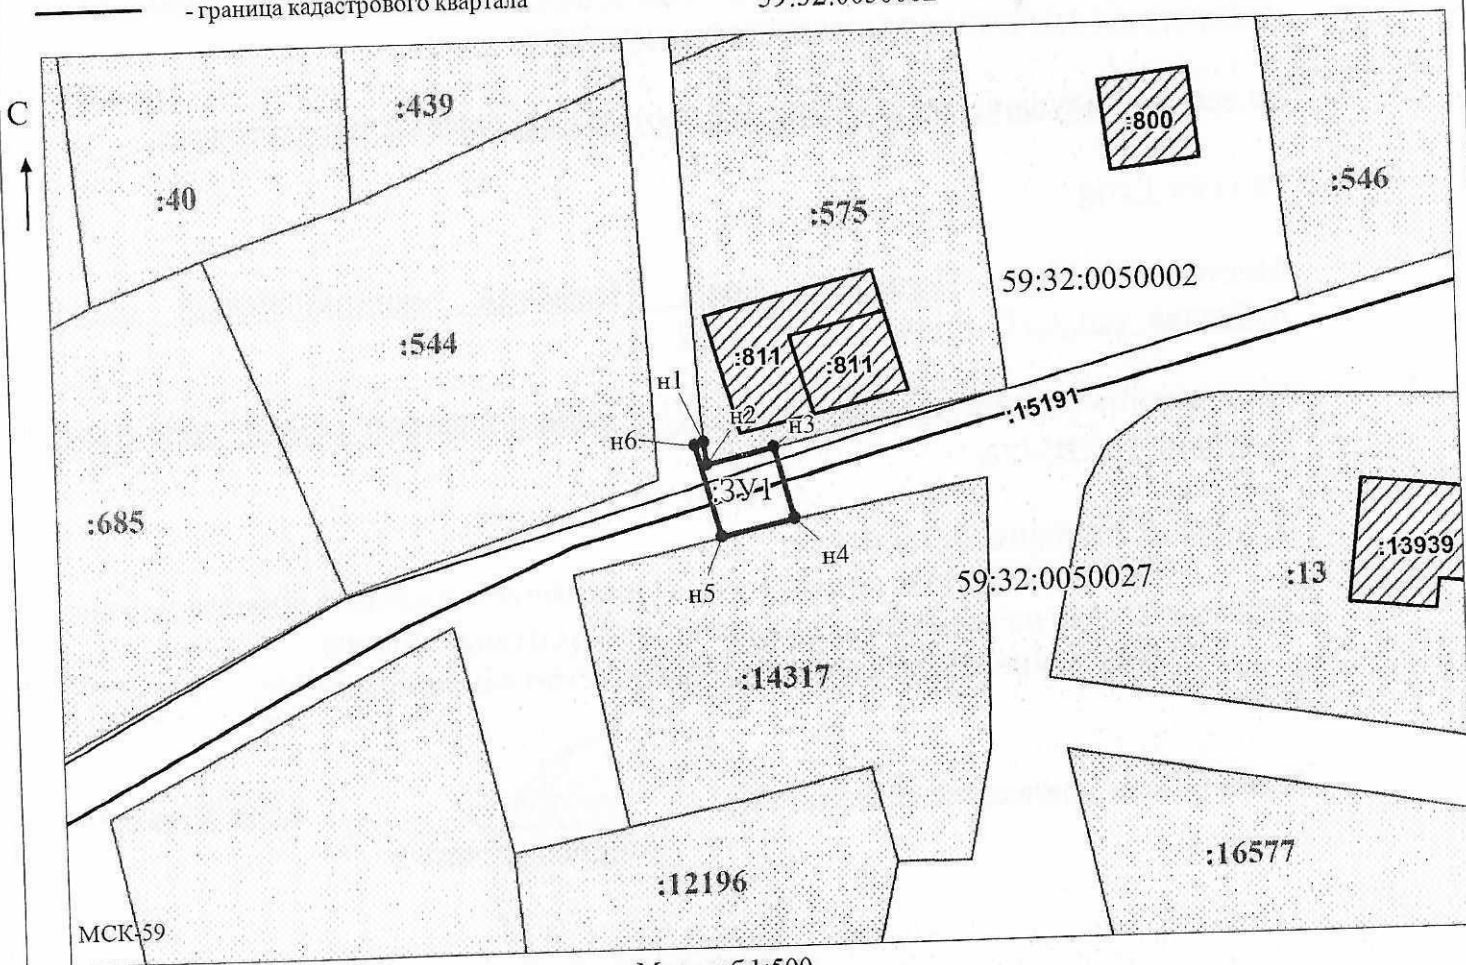 - граница кадастрового квартала
С
:439
:40
:800
:546
:575
59:32:0050002
:544
:811
:811
н1
:15191
н2
н3
н6
:ЗУ1
:685
:13939
н4
59:32:0050027
:13
н5
:14317
:16577
:12196
МСК-59